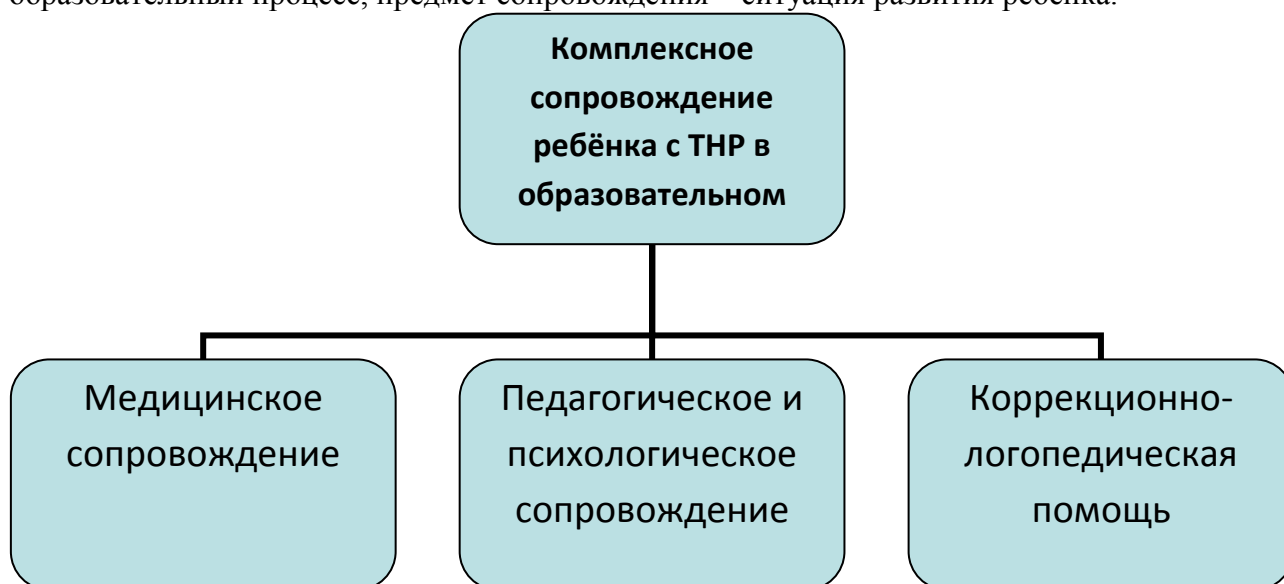 образовательный процесс, предмет сопровождения – ситуация развития ребенка.
Комплексное
сопровождение
ребёнка с ТНР в
образовательном
Медицинское
сопровождение
Педагогическое и
психологическое
сопровождение
Коррекционно-
логопедическая
помощь